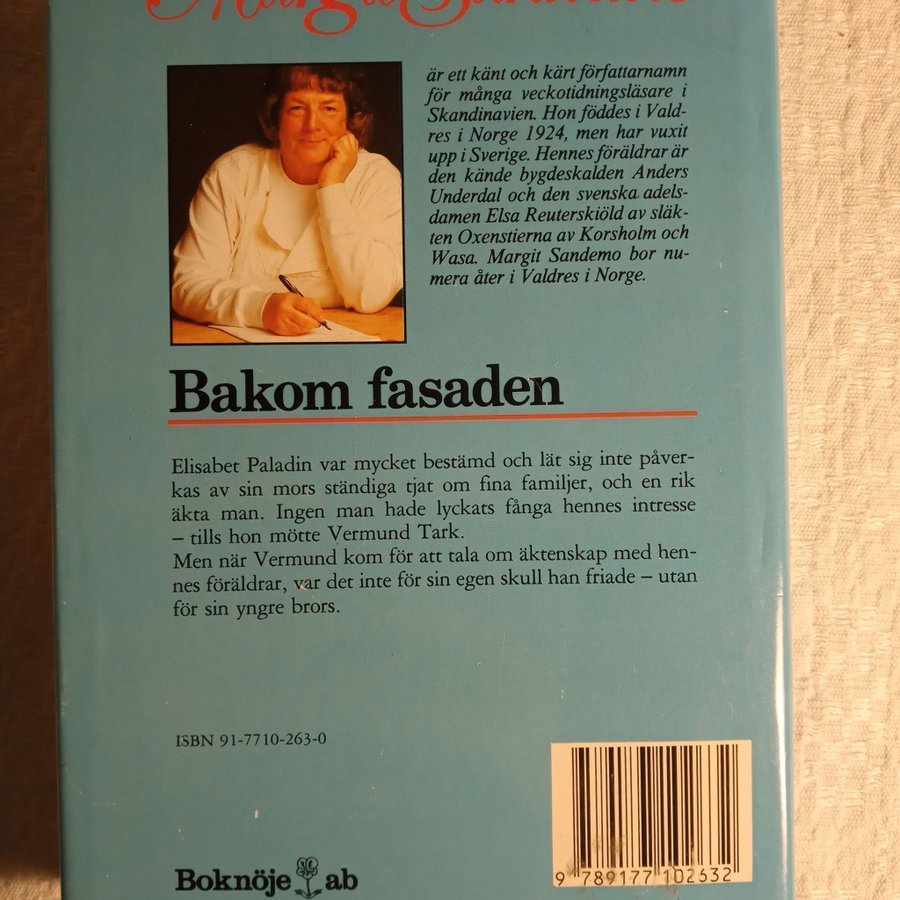 Margit Sandemo
är ett känt och kärt författarnamn
för många veckotidningsläsare i
Skandinavien. Hon föddes i Vald-
res i Norge 1924, men har vuxit
upp i Sverige. Hennes föräldrar är
den kände bygdeskalden Anders
Underdal och den svenska adels-
damen Elsa Reuterskiöld av släk-
ten Oxenstierna av Korsholm och
Wasa. Margit Sandemo bor nu-
mera åter i Valdres i Norge.
Bakom fasaden
Elisabet Paladin var mycket bestämd och lät sig inte påver-
kas av sin mors ständiga tjat om fina familjer, och en rik
äkta man. Ingen man hade lyckats fånga hennes intresse
– tills hon mötte Vermund Tark.
Men när Vermund kom för att tala om äktenskap med hen-
nes föräldrar, var det inte för sin egen skull han friade – utan
för sin yngre brors.
ISBN 91-7710-263-0
9 789177 102632
Boknöje ab